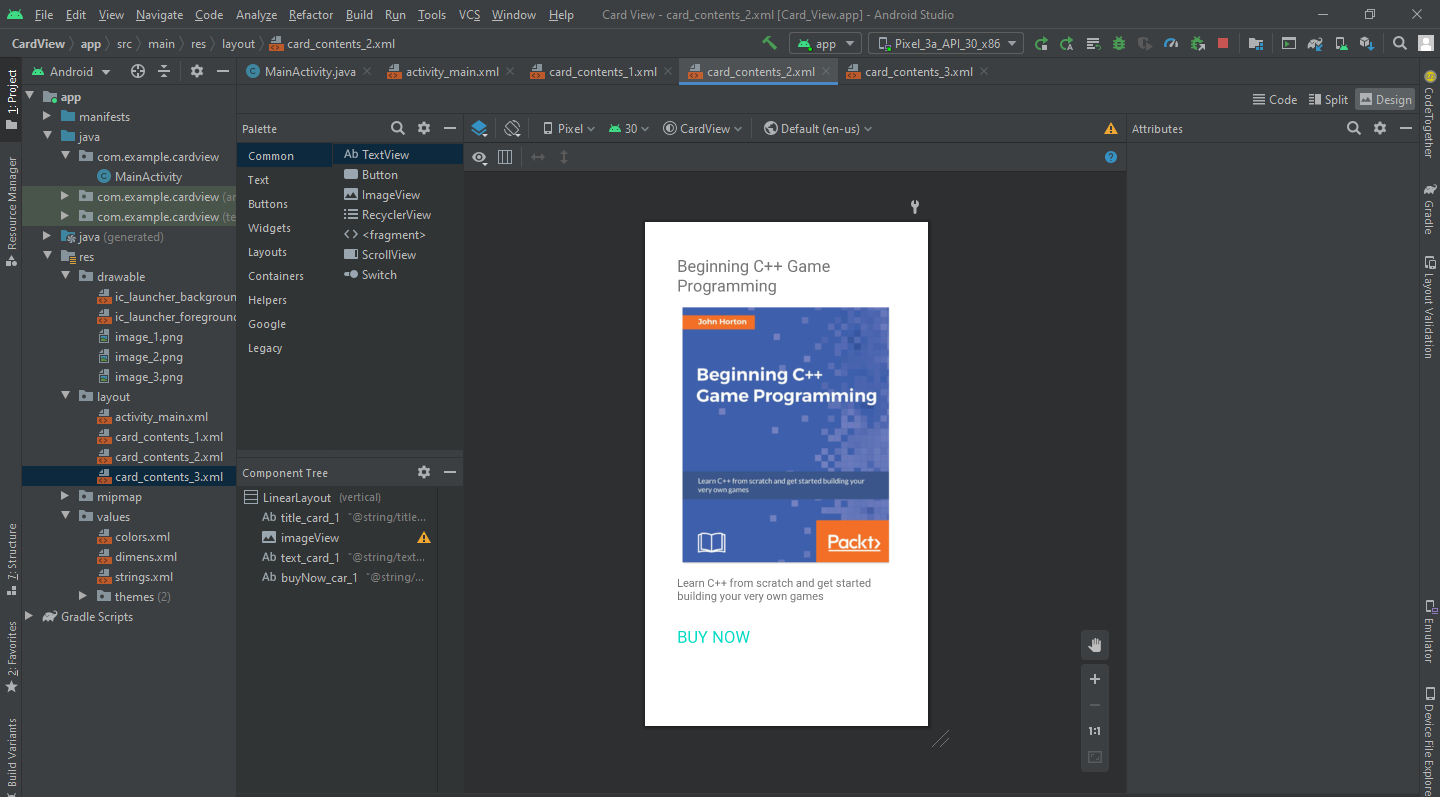 File Edit View Navigate Code Analyze Refactor Build Run Tools VCS Window Help Card View - card_contents_2.xml [Card_View.app] - Android Studio
CardView app src main res layout card_contents_2.xml app Pixel_3a_API_30_x86
Android MainActivity.java activity_main.xml card_contents_1.xml card_contents_2.xml card_contents_3.xml
Code Split Design
1: Project
Resource Manager
7: Structure
2: Favorites
Build Variants
app
manifests
java
com.example.cardview
MainActivity
com.example.cardview (ar
com.example.cardview (te
java (generated)
res
drawable
ic_launcher_backgroun
ic_launcher_foreground
image_1.png
image_2.png
image_3.png
layout
activity_main.xml
card_contents_1.xml
card_contents_2.xml
card_contents_3.xml
mipmap
values
colors.xml
dimens.xml
strings.xml
themes (2)
Gradle Scripts
Palette
Common
Text
Buttons
Widgets
Layouts
Containers
Helpers
Google
Legacy
Ab TextView
Button
ImageView
RecyclerView
<fragment>
ScrollView
Switch
Component Tree
LinearLayout (vertical)
Ab title_card_1 "@string/title...
imageView
Ab text_card_1 "@string/text...
Ab buyNow_car_1 "@string/...
Pixel 30 CardView Default (en-us)
Beginning C++ Game
Programming
John Horton
Beginning C++
Game Programming
Learn C++ from scratch and get started building your
very own games
Packt>
Learn C++ from scratch and get started
building your very own games
BUY NOW
1:1
Attributes
CodeTogether
Gradle
Layout Validation
Emulator
Device File Explorer